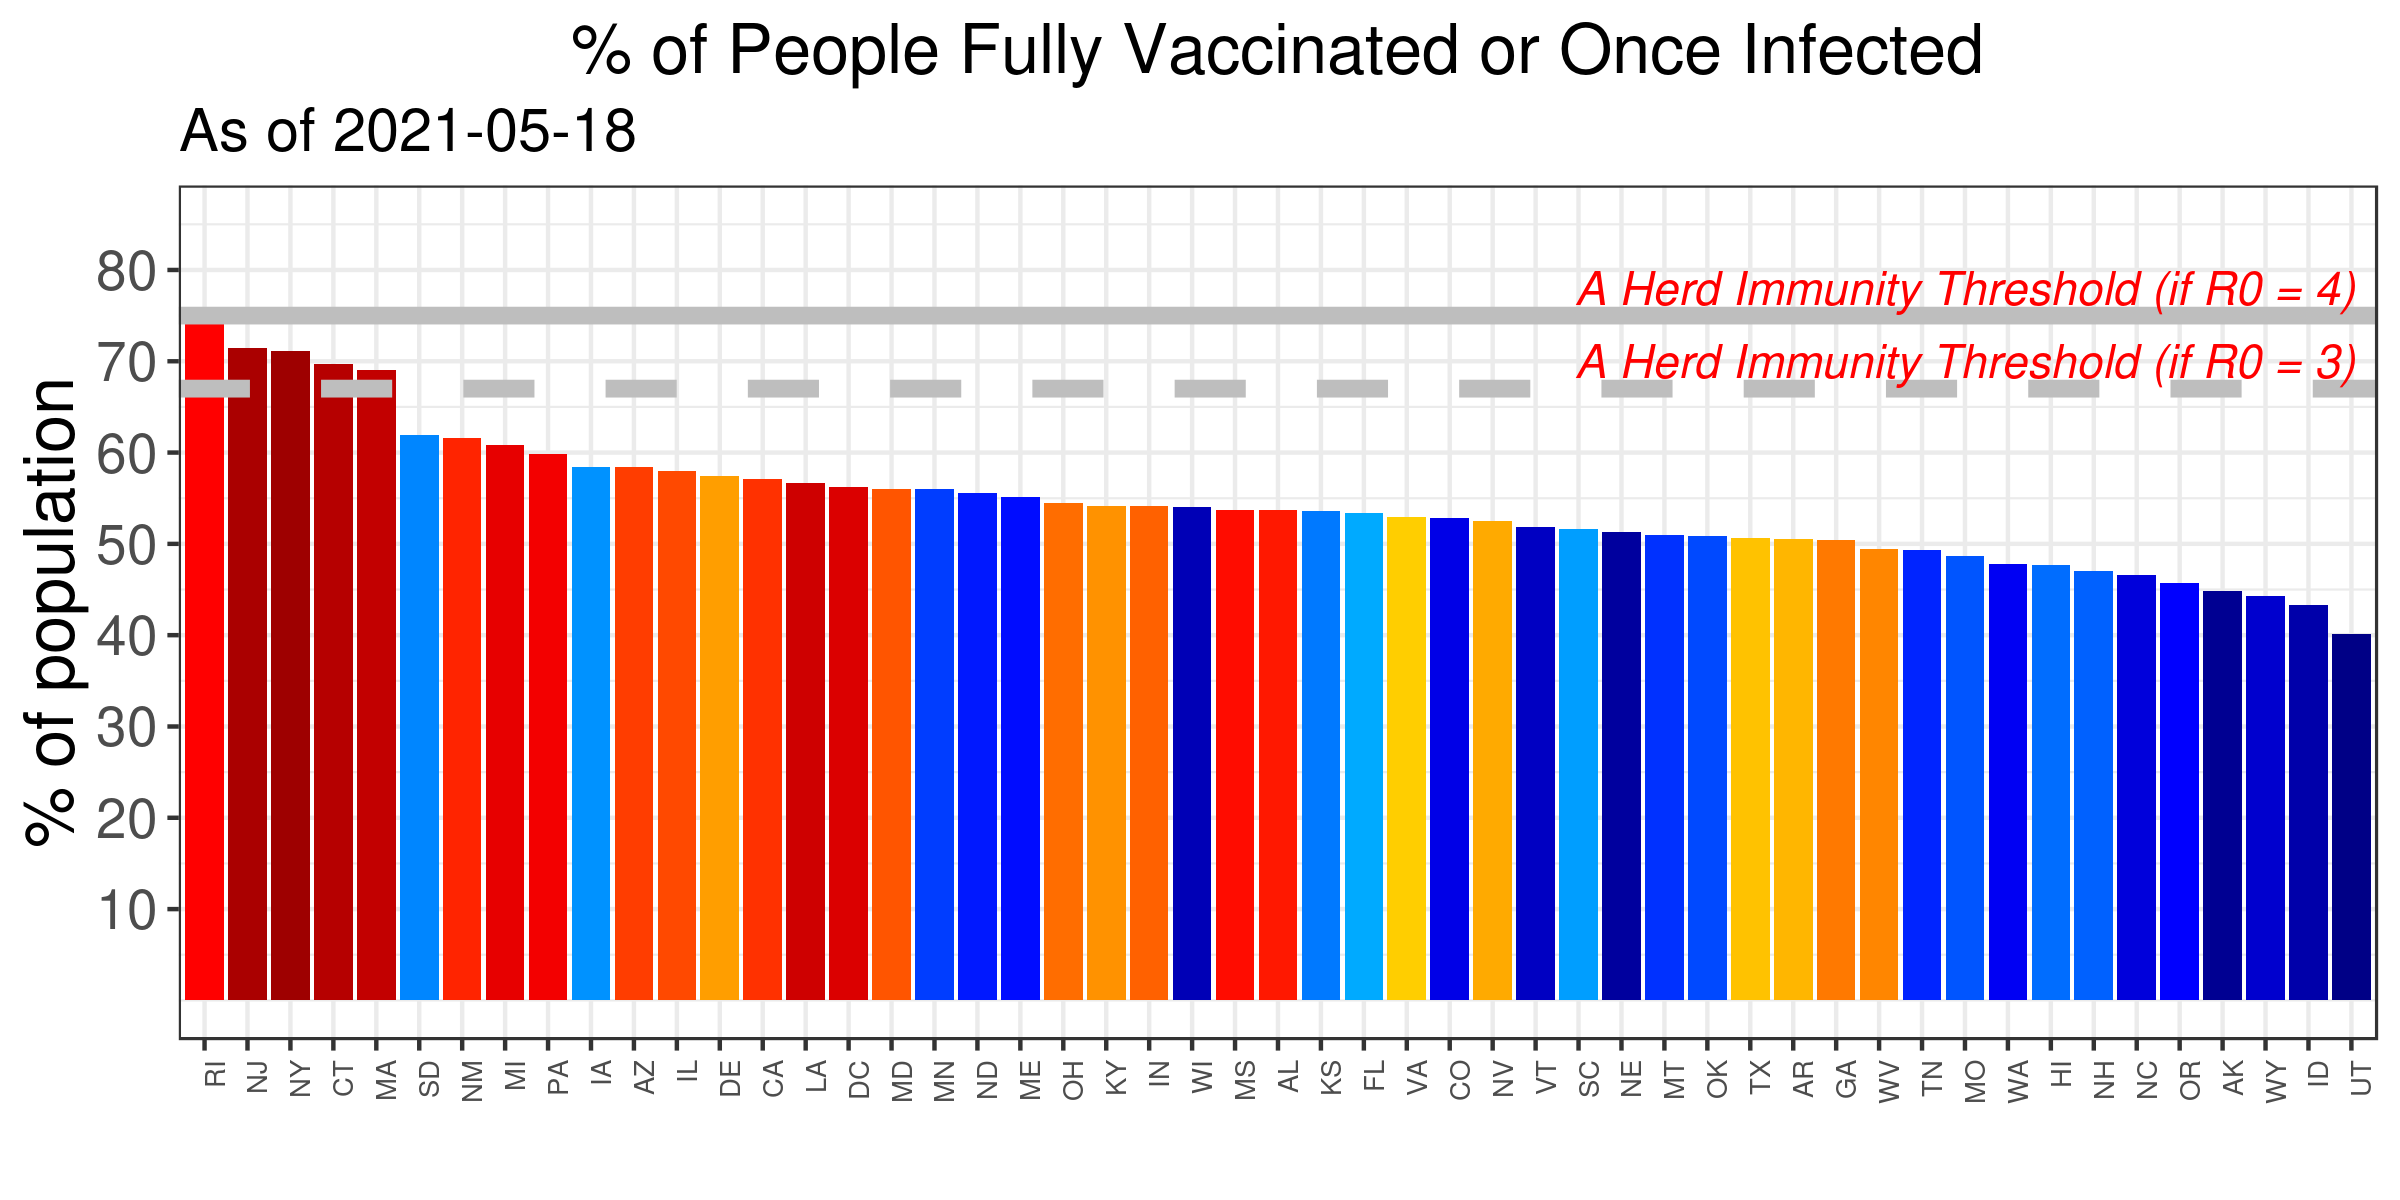 % of People Fully Vaccinated or Once Infected
As of 2021-05-18
% of population
80
70
60
50
40
30
20
10
A Herd Immunity Threshold (if R0 = 4)
A Herd Immunity Threshold (if R0 = 3)
RI NJ NY CT MA SD NM MI PA IA AZ IL DE CA LA DC MD MN ND ME OH KY IN WI MS AL KS FL VA CO NV VT SC NE MT OK TX AR GA WV TN MO WA HI NH NC OR AK WY ID UT